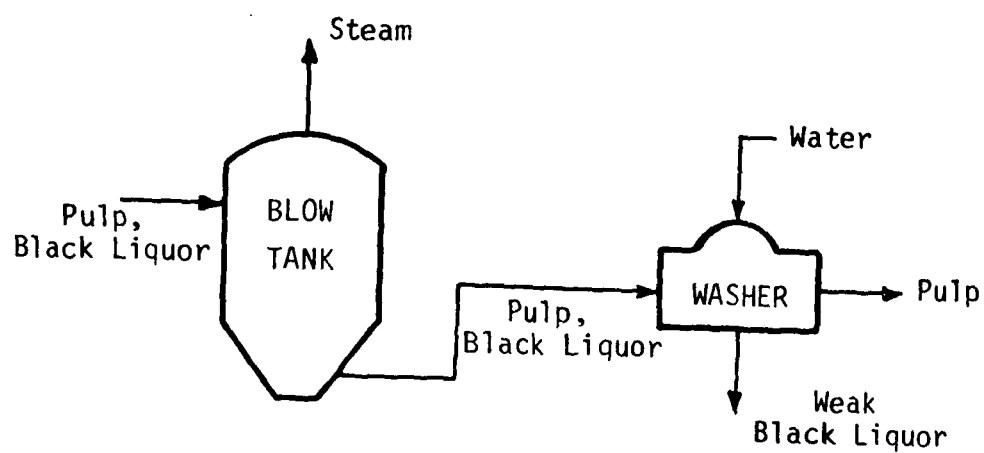 Steam
Water
Pulp,
Black Liquor
BLOW
TANK
Pulp,
Black Liquor
WASHER
Pulp
Weak
Black Liquor